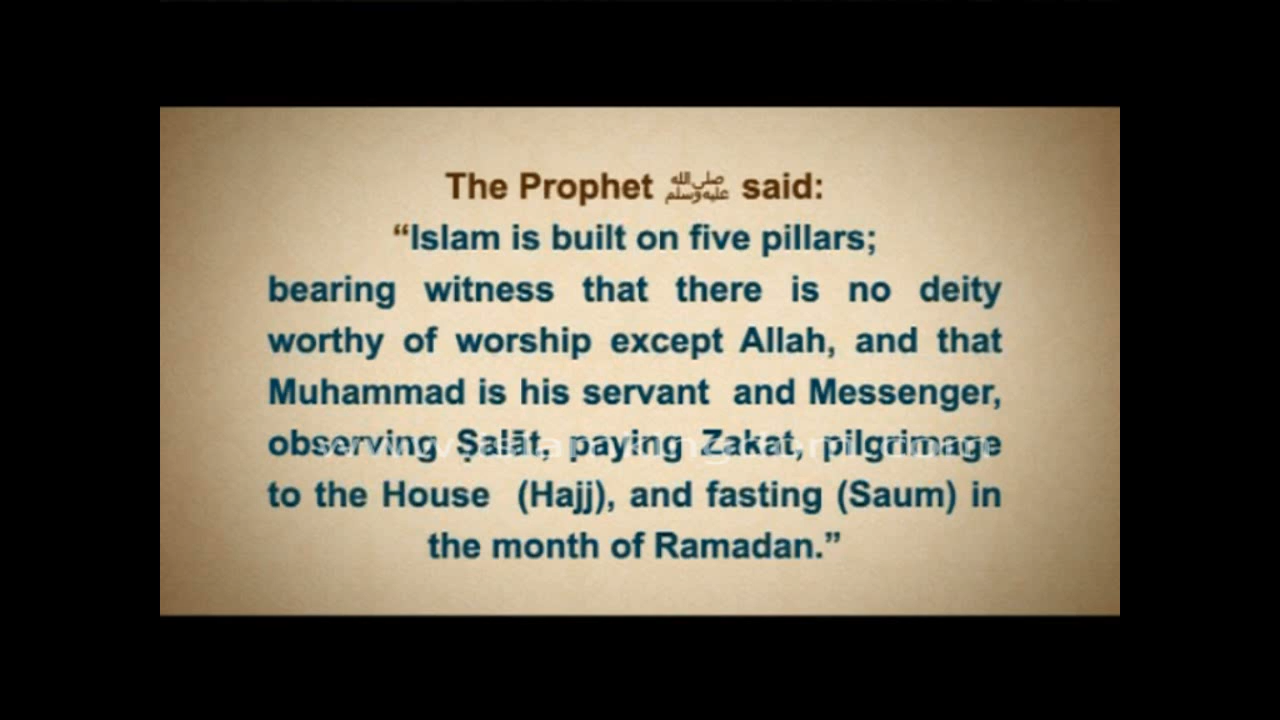 The Prophet ﷺ said:
“Islam is built on five pillars;
bearing witness that there is no deity
worthy of worship except Allah, and that
Muhammad is his servant and Messenger,
observing Ṣalāt, paying Zakat, pilgrimage
to the House (Hajj), and fasting (Saum) in
the month of Ramadan.”